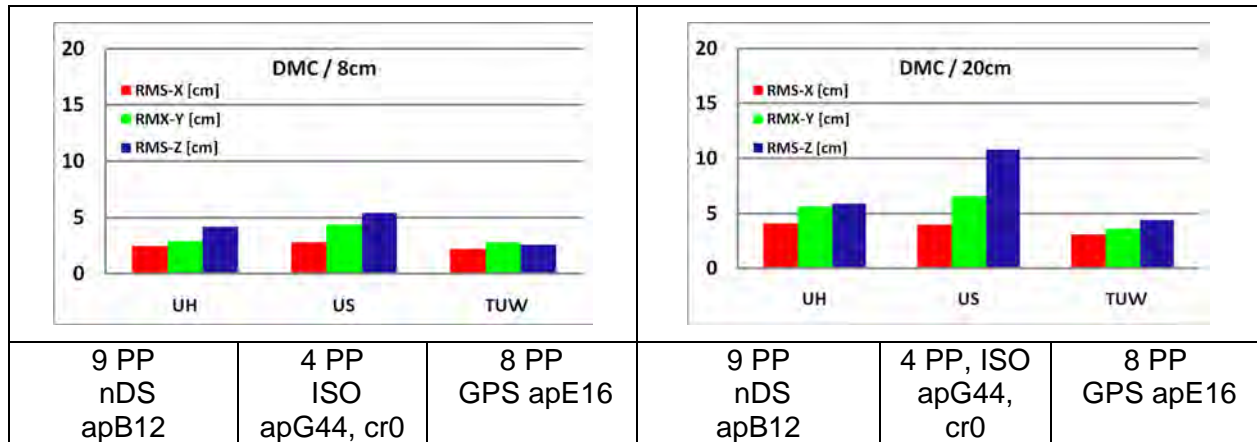 20
DMC / 8cm
RMS-X [cm]
15
RMX-Y [cm]
RMS-Z [cm]
10
5
0
UH US TUW
20
DMC / 20cm
RMS-X [cm]
15
RMX-Y [cm]
RMS-Z [cm]
10
5
0
UH US TUW
9 PP
nDS
apB12
4 PP
ISO
apG44, cr0
8 PP
GPS apE16
9 PP
nDS
apB12
4 PP, ISO
apG44,
cr0
8 PP
GPS apE16